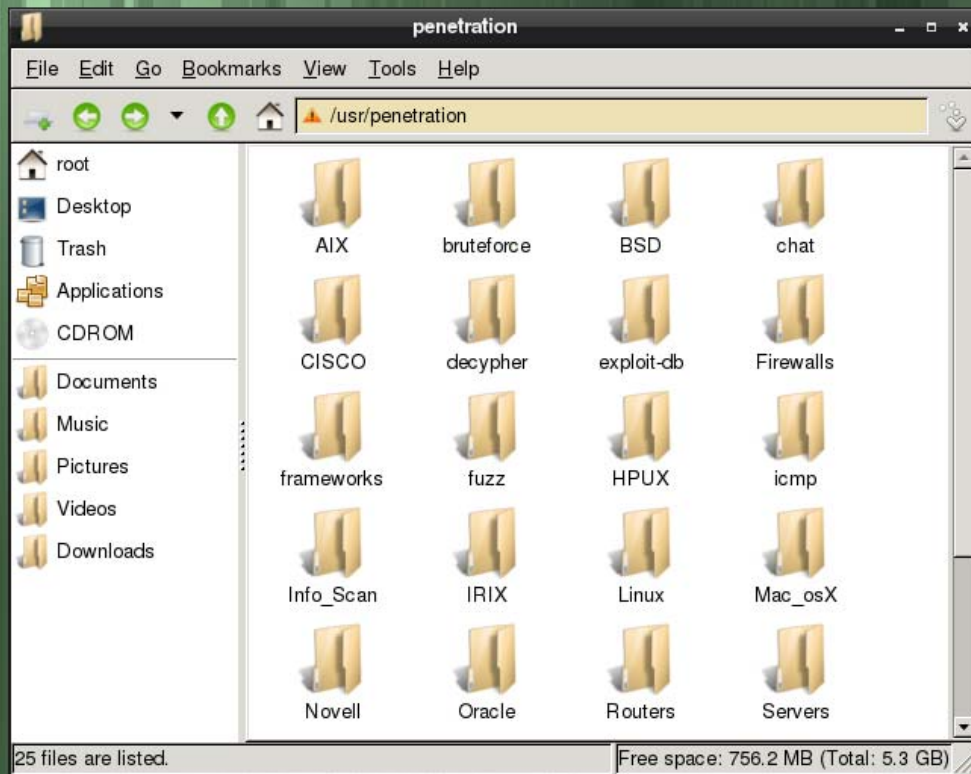 penetration
File Edit Go Bookmarks View Tools Help
/usr/penetration
root
Desktop
Trash
Applications
CDROM
Documents
Music
Pictures
Videos
Downloads
AIX bruteforce BSD chat
CISCO decypher exploit-db Firewalls
frameworks fuzz HPUX icmp
Info_Scan IRIX Linux Mac_osX
Novell Oracle Routers Servers
25 files are listed. Free space: 756.2 MB (Total: 5.3 GB)